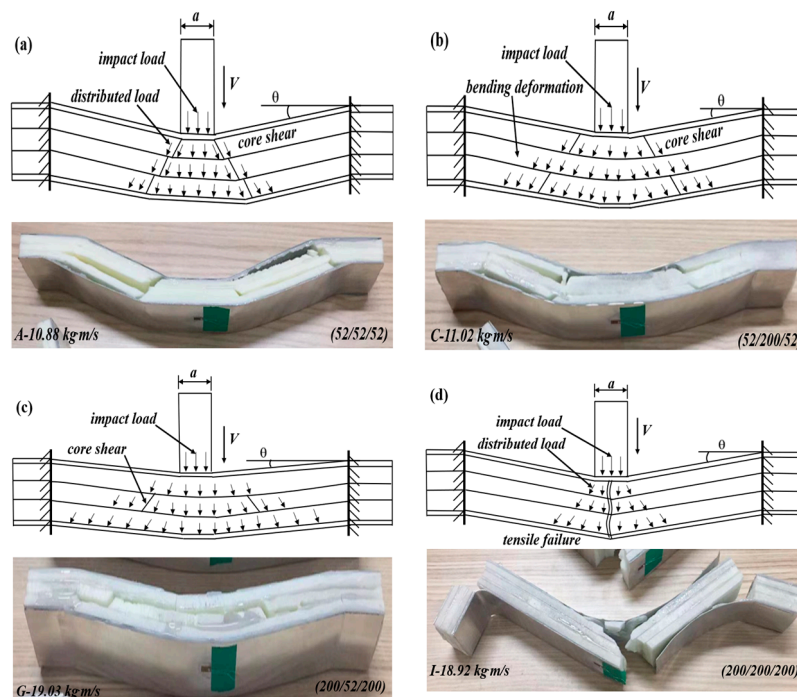 (a)
a
impact load
V
distributed load
θ
core shear
A-10.88 kg·m/s
(52/52/52)
(b)
a
impact load
V
bending deformation
θ
core shear
C-11.02 kg·m/s
(52/200/52
(c)
a
impact load
V
core shear
θ
G-19.03 kg·m/s
(200/52/200)
(d)
a
impact load
V
distributed load
θ
tensile failure
I-18.92 kg·m/s
(200/200/200)